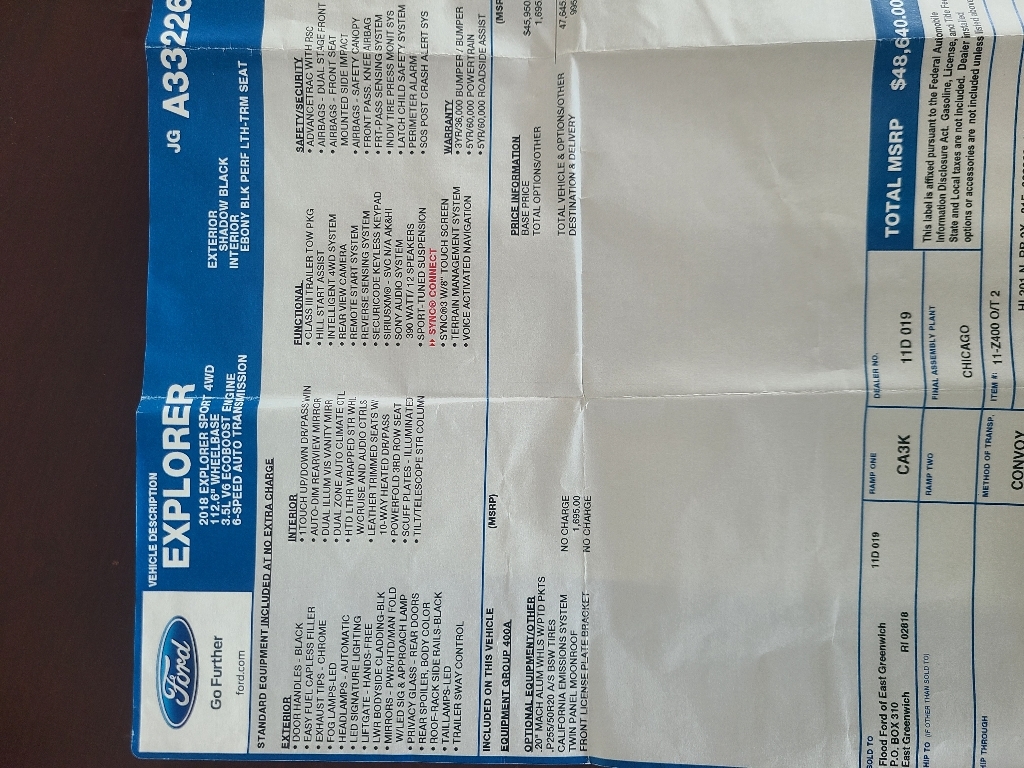 Ford
Go Further
ford.com
VEHICLE DESCRIPTION
EXPLORER
2018 EXPLORER SPORT 4WD
112.6" WHEELBASE
3.5L V6 ECOBOOST ENGINE
6-SPEED AUTO TRANSMISSION
JG A33226
EXTERIOR
SHADOW BLACK
INTERIOR
EBONY BLK PERF LTH-TRM SEAT
STANDARD EQUIPMENT INCLUDED AT NO EXTRA CHARGE
EXTERIOR
• DOOR HANDLES - BLACK
• EASY FUEL CAPLESS FILLER
• EXHAUST TIPS - CHROME
• FOG LAMPS-LED
• HEADLAMPS - AUTOMATIC
• LED SIGNATURE LIGHTING
• LIFTGATE - HANDS-FREE
• LWR BODYSIDE CLADDING-BLK
• MIRRORS - PWR/HTD/MAN FOLD
W/LED SIG & APPROACH LAMP
• PRIVACY GLASS - REAR DOORS
• REAR SPOILER, BODY COLOR
• ROOF-RACK SIDE RAILS-BLACK
• TAILLAMPS-LED
• TRAILER SWAY CONTROL
INTERIOR
• 1TOUCH UP/DOWN DR/PASS WIN
• AUTO-DIM REARVIEW MIRROR
• DUAL ILLUM VIS VANITY MIRR
• DUAL ZONE AUTO CLIMATE CTL
• HTD LTHR WRAPPED STR WHL
W/CRUISE AND AUDIO CTRLS
• LEATHER TRIMMED SEATS W/
10-WAY HEATED DR/PASS
• POWERFOLD 3RD ROW SEAT
• SCUFF PLATES - ILLUMINATED
• TILT/TELESCOPE STR COLUMN
FUNCTIONAL
• CLASS III TRAILER TOW PKG
• HILL START ASSIST
• INTELLIGENT 4WD SYSTEM
• REAR VIEW CAMERA
• REMOTE START SYSTEM
• REVERSE SENSING SYSTEM
• SECURICODE KEYLESS KEYPAD
• SIRIUSXM® - SVC N/A AK&HI
• SONY AUDIO SYSTEM
390 WATT/ 12 SPEAKERS
• SPORT-TUNED SUSPENSION
SYNC® CONNECT
• SYNC®3 W/8" TOUCH SCREEN
• TERRAIN MANAGEMENT SYSTEM
• VOICE ACTIVATED NAVIGATION
SAFETY/SECURITY
• ADVANCETRAC WITH RSC
• AIRBAGS - DUAL STAGE FRONT
• AIRBAGS - FRONT SEAT
MOUNTED SIDE IMPACT
• AIRBAGS - SAFETY CANOPY
• FRONT PASS. KNEE AIRBAG
• FRT-PASS SENSING SYSTEM
• INDIV TIRE PRESS MONIT SYS
• LATCH CHILD SAFETY SYSTEM
• PERIMETER ALARM
• SOS POST CRASH ALERT SYS
WARRANTY
• 3YR/36,000 BUMPER / BUMPER
• 5YR/60,000 POWERTRAIN
• 5YR/60,000 ROADSIDE ASSIST
INCLUDED ON THIS VEHICLE
(MSRP)
EQUIPMENT GROUP 400A
OPTIONAL EQUIPMENT/OTHER
.20" MACH ALUM WHLS W/PTD PKTS
.P255/50R20 A/S BSW TIRES
CALIFORNIA EMISSIONS SYSTEM NO CHARGE
TWIN PANEL MOONROOF 1,695.00
FRONT LICENSE PLATE BRACKET NO CHARGE
PRICE INFORMATION
(MSR
BASE PRICE $45,950
TOTAL OPTIONS/OTHER 1,695
TOTAL VEHICLE & OPTIONS/OTHER 47,645
DESTINATION & DELIVERY 995
TOTAL MSRP $48,640.00
This label is affixed pursuant to the Federal Automobile
Information Disclosure Act. Gasoline, License, and Title Fe
State and Local taxes are not included. Dealer installed
options or accessories are not included unless listed above
SOLD TO
11D 019
Flood Ford of East Greenwich
P.O. BOX 310
East Greenwich RI 02818
HIP TO (IF OTHER THAN SOLD TO)
HIP THROUGH
RAMP ONE
CA3K
RAMP TWO
METHOD OF TRANSP.
CONVOY
DEALER NO.
11D 019
FINAL ASSEMBLY PLANT
CHICAGO
ITEM #: 11-Z400 O/T 2